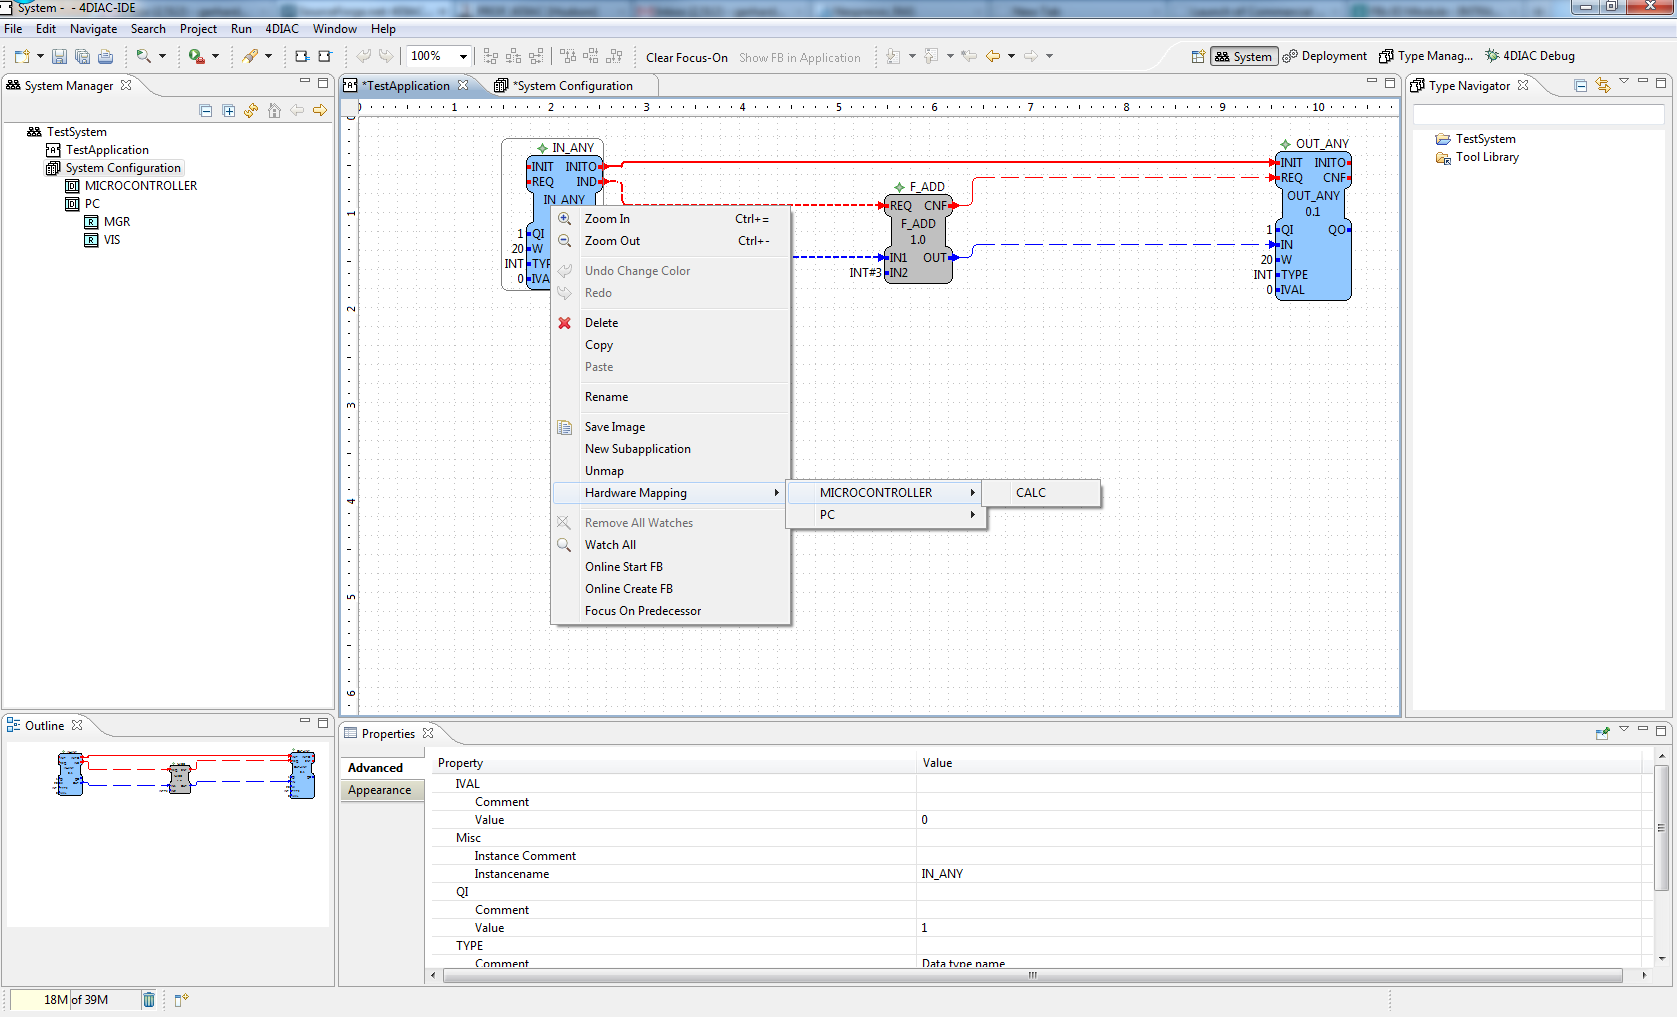 System - - 4DIAC-IDE
File Edit Navigate Search Project Run 4DIAC Window Help
100% Clear Focus-On Show FB in Application System Deployment Type Manag... 4DIAC Debug
System Manager
TestSystem
TestApplication
System Configuration
MICROCONTROLLER
PC
MGR
VIS
*TestApplication *System Configuration
0 1 2 3 4 5 6 7 8 9 10
0
1
2
3
4
5
6
IN_ANY
INIT INITO
REQ IND
IN_ANY
1 QI
20 W
INT TYP
0 IVA
F_ADD
REQ CNF
F_ADD
1.0
IN1 OUT
INT#3 IN2
OUT_ANY
INIT INITO
REQ CNF
OUT_ANY
0.1
1 QI QO
IN
20 W
INT TYPE
0 IVAL
Zoom In Ctrl+=
Zoom Out Ctrl+-
Undo Change Color
Redo
Delete
Copy
Paste
Rename
Save Image
New Subapplication
Unmap
Hardware Mapping
Remove All Watches
Watch All
Online Start FB
Online Create FB
Focus On Predecessor
MICROCONTROLLER
PC
CALC
Type Navigator
TestSystem
Tool Library
Outline
Properties
Advanced
Appearance
Property Value
IVAL
Comment
Value 0
Misc
Instance Comment
Instancename IN_ANY
QI
Comment
Value 1
TYPE
Comment Data type name
18M of 39M